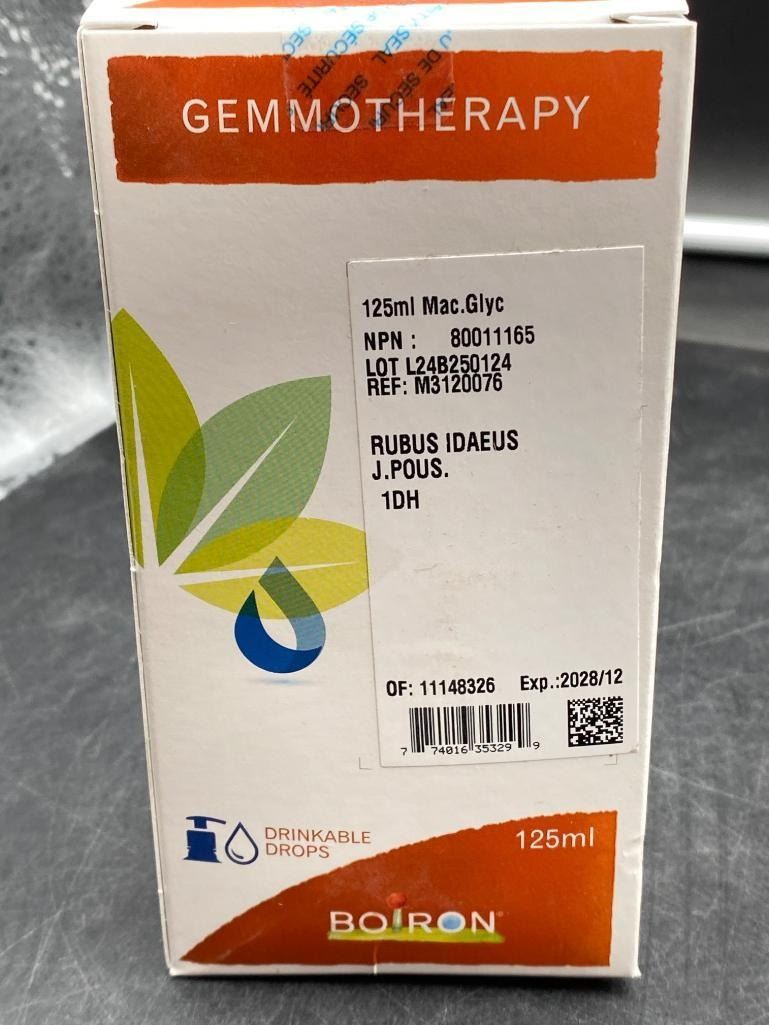 GEMMOTHERAPY
125ml Mac.Glyc
NPN : 80011165
LOT L24B250124
REF: M3120076
RUBUS IDAEUS
J.POUS.
1DH
OF: 11148326 Exp.:2028/12
7 74016 35329 9
DRINKABLE
DROPS
125ml
BOIRON